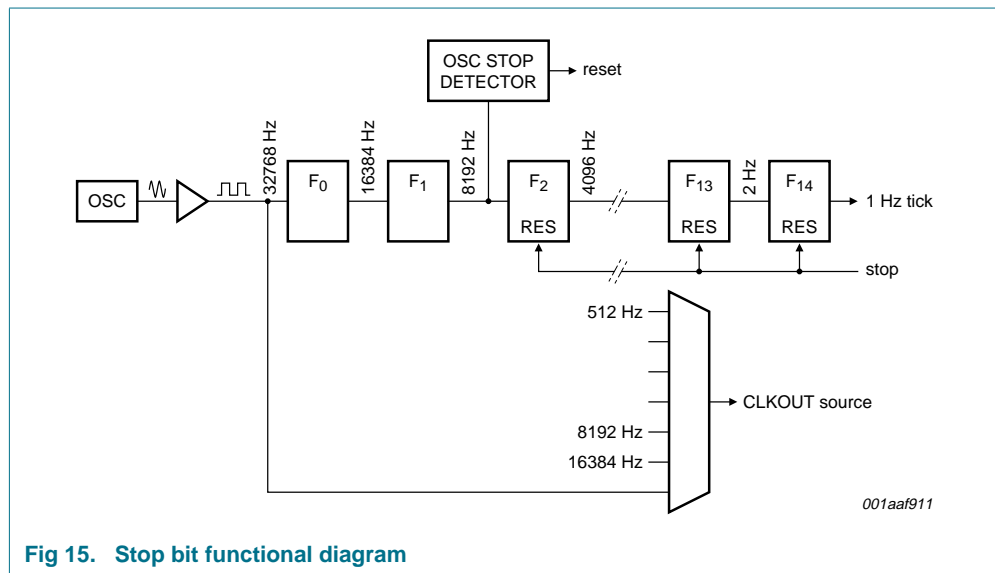 OSC STOP
DETECTOR
reset
OSC
32768 Hz
F0
16384 Hz
F1
8192 Hz
F2
RES
4096 Hz
F13
RES
2 Hz
F14
RES
1 Hz tick
stop
512 Hz
8192 Hz
16384 Hz
CLKOUT source
001aaf911
Fig 15. Stop bit functional diagram